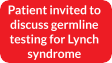 Patient invited to
discuss germline
testing for Lynch
syndrome